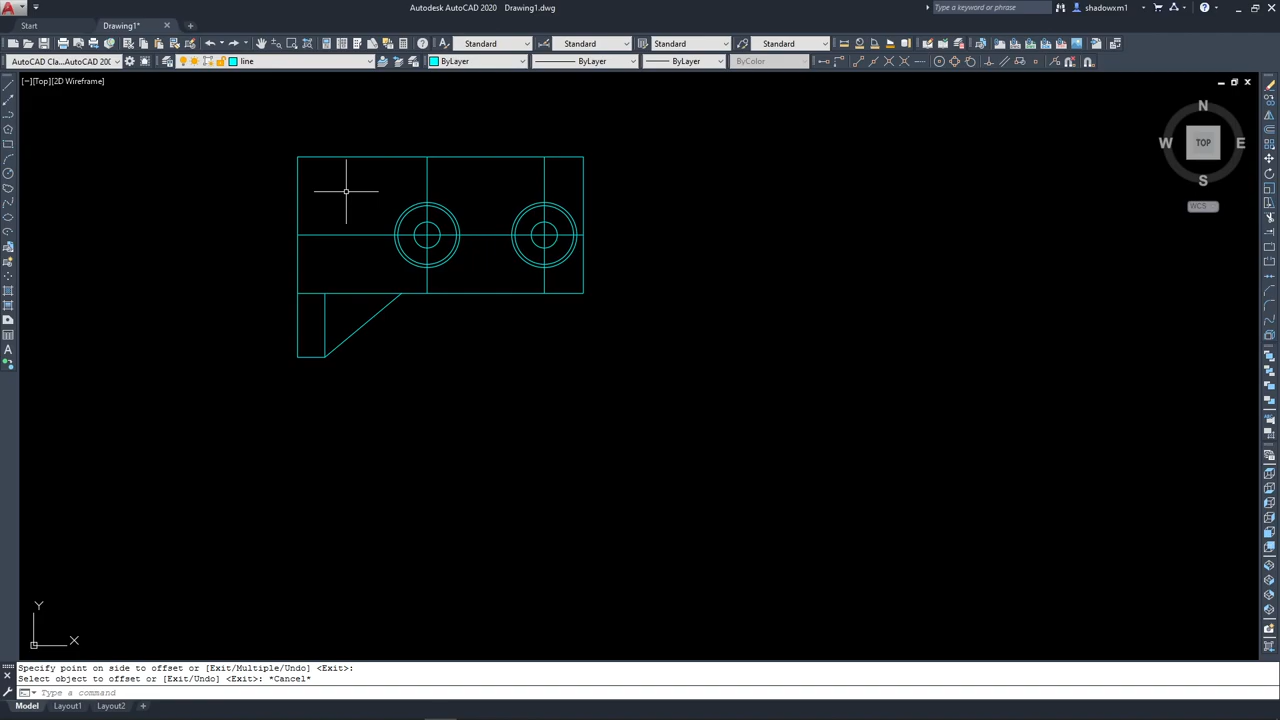 Autodesk AutoCAD 2020 Drawing1.dwg
Type a keyword or phrase
shadowxm1
Start
Drawing1*
Standard
Standard
Standard
Standard
AutoCAD Cla...AutoCAD 200
line
ByLayer
ByLayer
ByLayer
ByColor
[−][Top][2D Wireframe]
N
W
TOP
E
S
WCS
A
Y
X
Specify point on side to offset or [Exit/Multiple/Undo] <Exit>:
Select object to offset or [Exit/Undo] <Exit>: *Cancel*
Type a command
Model
Layout1
Layout2